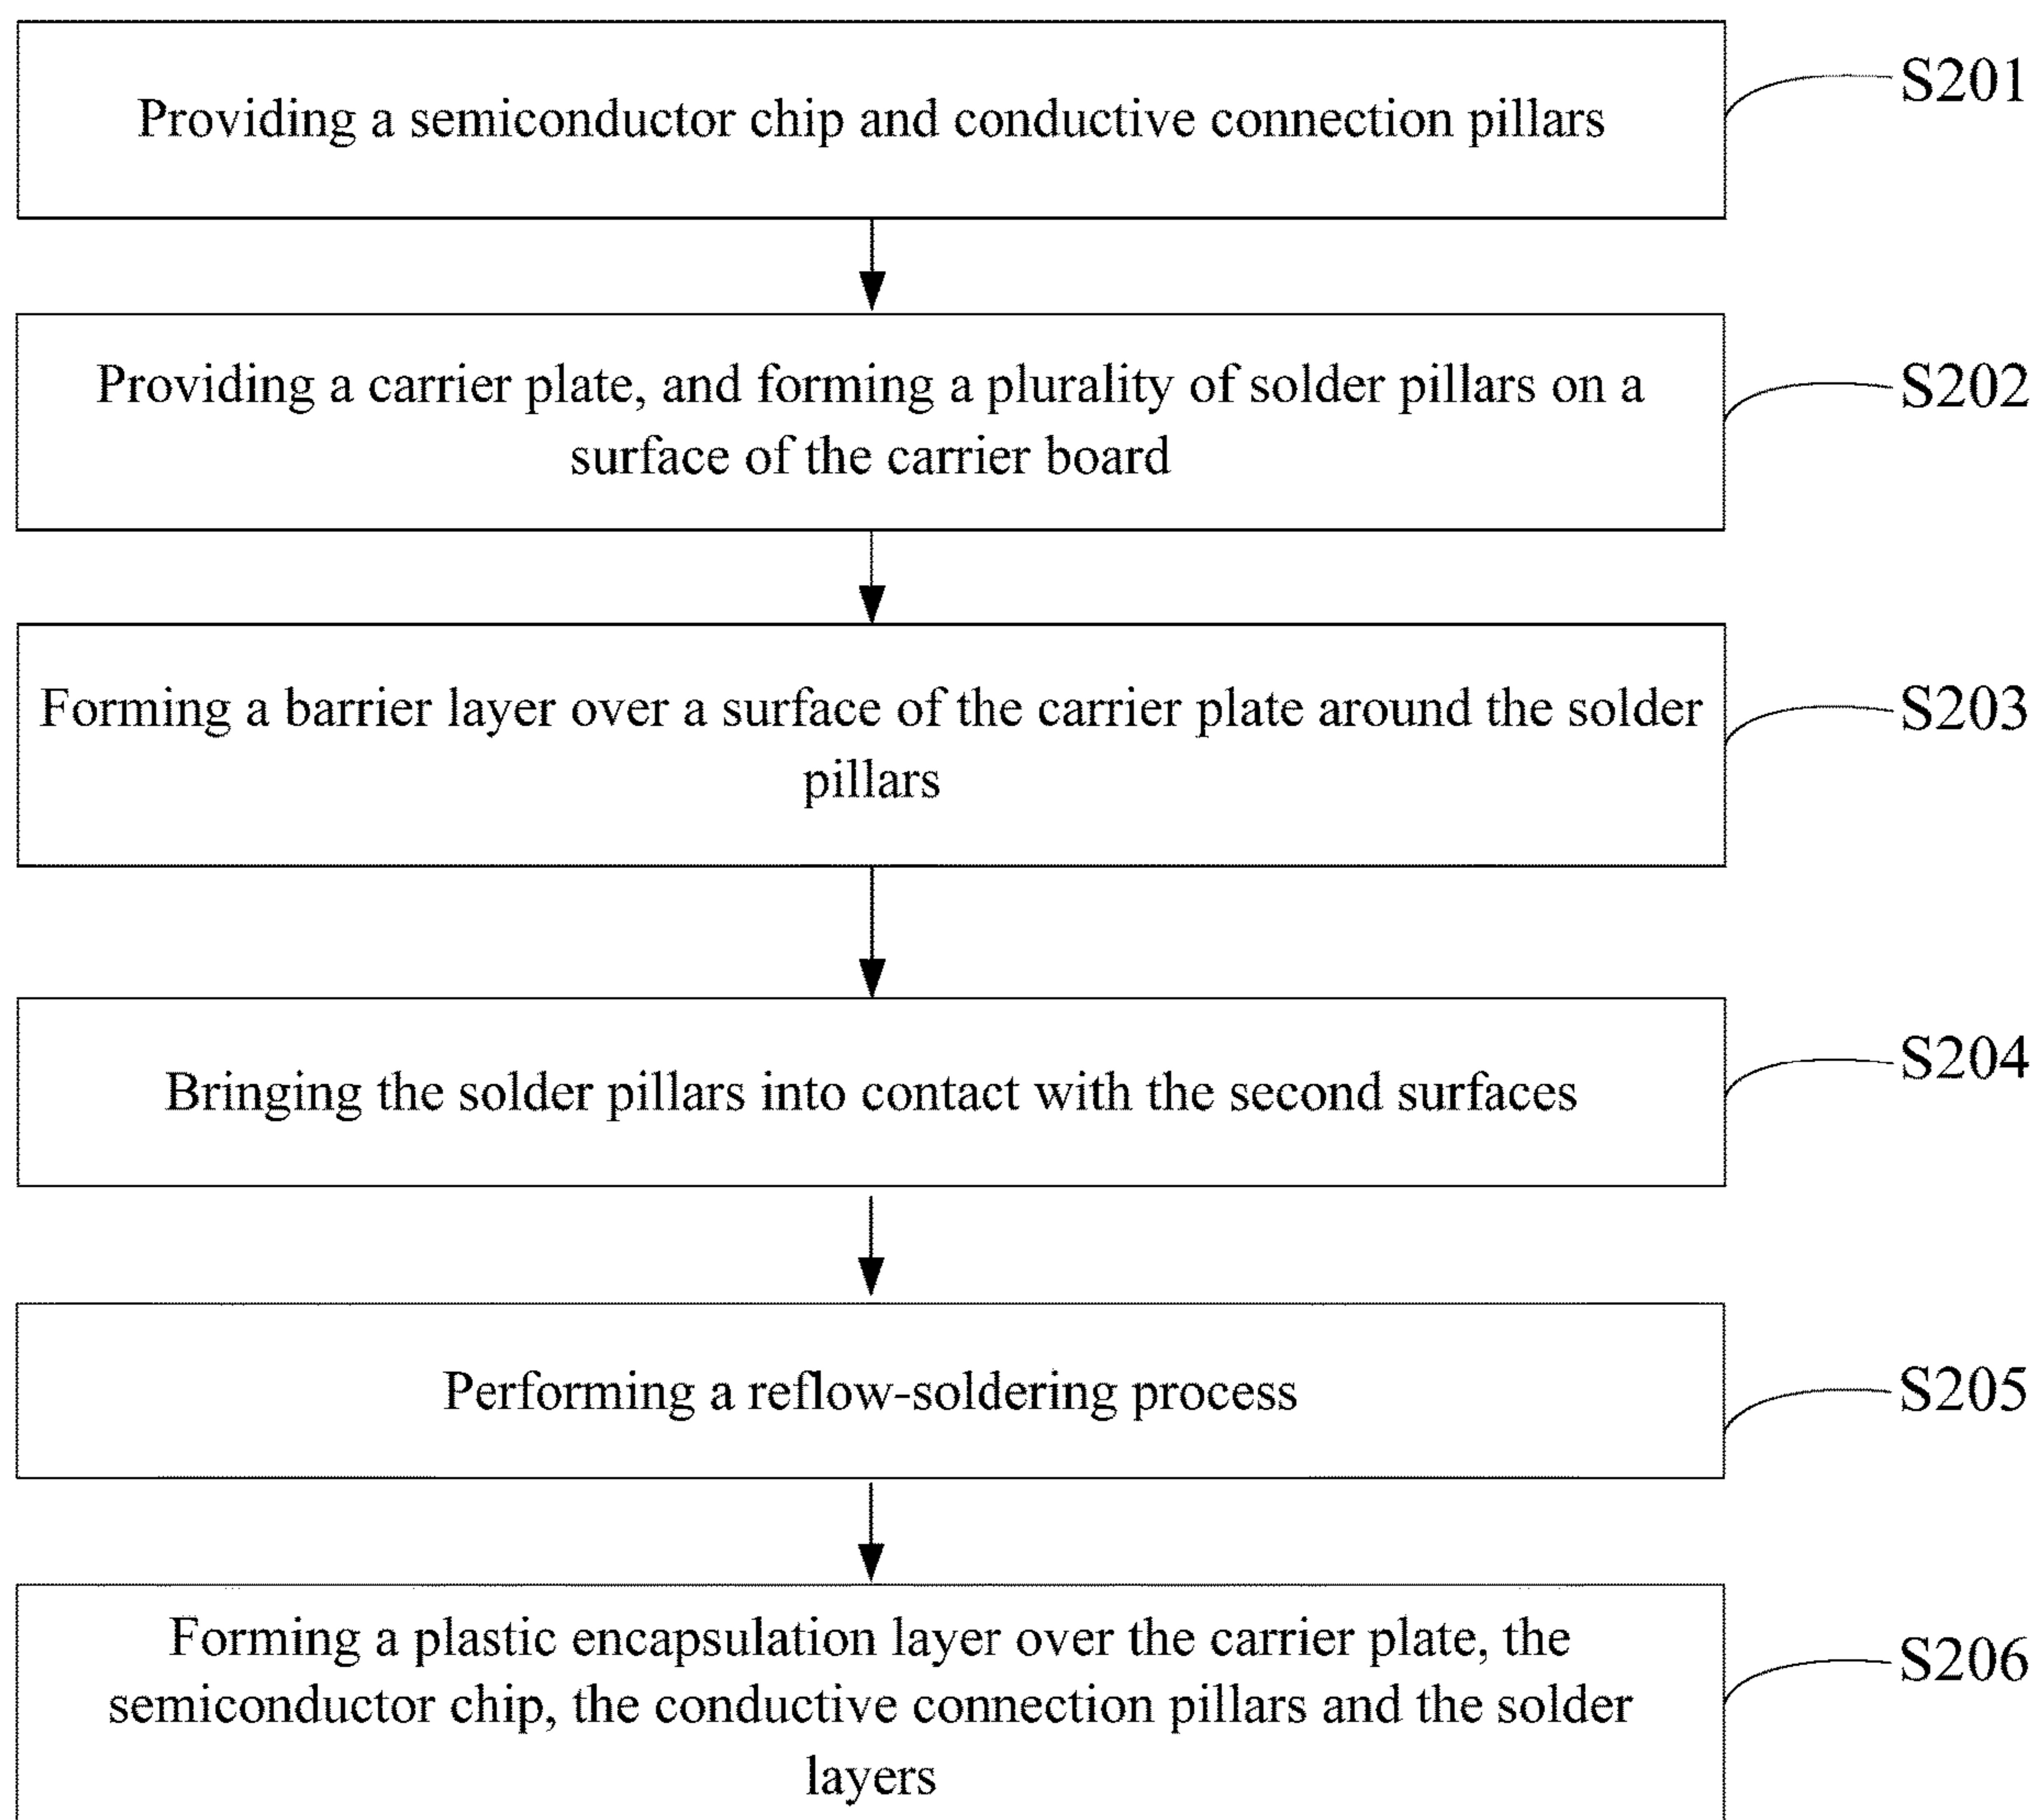 Providing a semiconductor chip and conductive connection pillars
S201
Providing a carrier plate, and forming a plurality of solder pillars on a
surface of the carrier board
S202
Forming a barrier layer over a surface of the carrier plate around the solder
pillars
S203
Bringing the solder pillars into contact with the second surfaces
S204
Performing a reflow-soldering process
S205
Forming a plastic encapsulation layer over the carrier plate, the
semiconductor chip, the conductive connection pillars and the solder
layers
S206